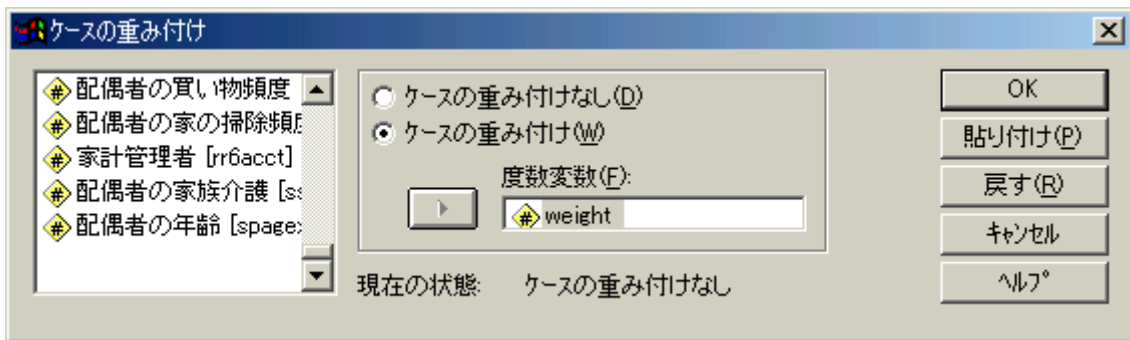 ケースの重み付け
配偶者の買い物頻度
配偶者の家の掃除頻度
家計管理者 [rr6acct]
配偶者の家族介護 [ss
配偶者の年齢 [spage
ケースの重み付けなし(D)
ケースの重み付け(W)
度数変数(F):
weight
現在の状態: ケースの重み付けなし
OK
貼り付け(P)
戻す(R)
キャンセル
ヘルプ